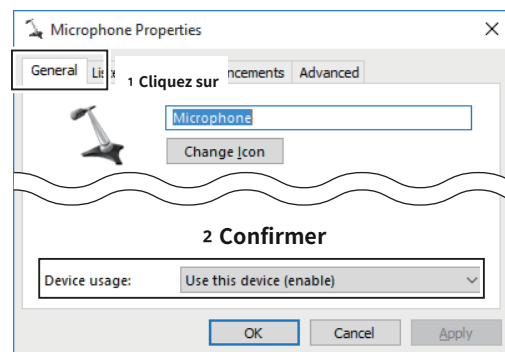 Microphone Properties
General
1 Cliquez sur
Advanced
Microphone
Change Icon
2 Confirmer
Device usage: Use this device (enable)
OK Cancel Apply